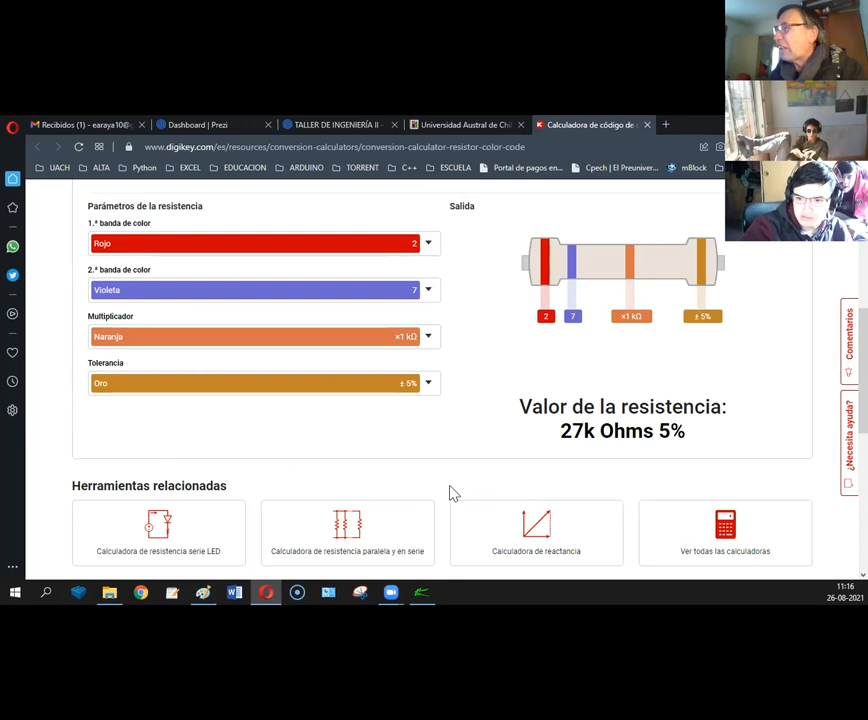 Recibidos (1) - earaya10@
Dashboard | Prezi
TALLER DE INGENIERÍA II -
Universidad Austral de Chil
Calculadora de código de
www.digikey.com/es/resources/conversion-calculators/conversion-calculator-resistor-color-code
UACH
ALTA
Python
EXCEL
EDUCACION
ARDUINO
TORRENT
C++
ESCUELA
Portal de pagos en...
Cpech | El Preuniver...
mBlock
Parámetros de la resistencia
Salida
1.ª banda de color
Rojo 2
2.ª banda de color
Violeta 7
Multiplicador
Naranja ×1 kΩ
Tolerancia
Oro ± 5%
2 7 ×1 kΩ ± 5%
Valor de la resistencia:
27k Ohms 5%
Comentarios
¿Necesita ayuda?
Herramientas relacionadas
Calculadora de resistencia serie LED
Calculadora de resistencia paralela y en serie
Calculadora de reactancia
Ver todas las calculadoras
11:16
26-08-2021